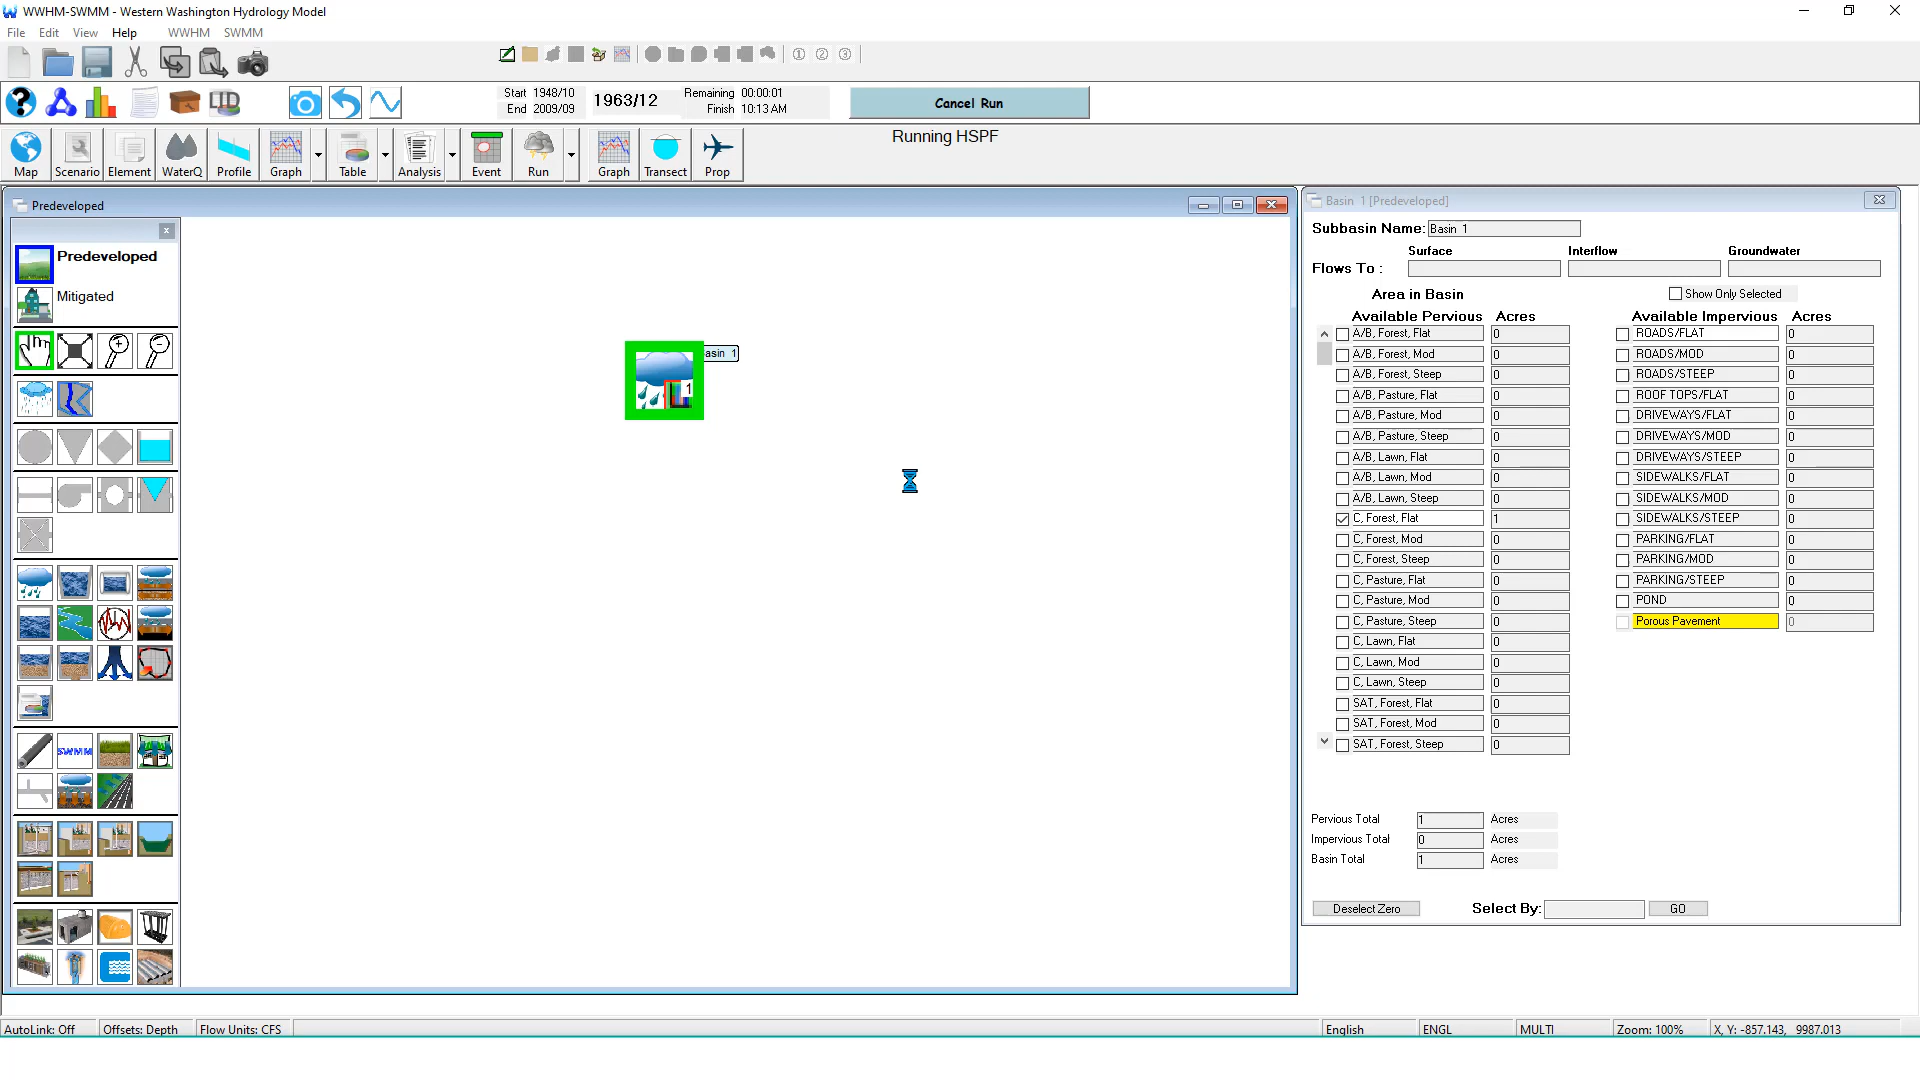 WWHM-SWMM - Western Washington Hydrology Model
File Edit View Help WWHM SWMM
① ② ③
Start 1948/10
End 2009/09
1963/12
Remaining 00:00:01
Finish 10:13 AM
Cancel Run
Running HSPF
Map Scenario Element WaterQ Profile Graph Table Analysis Event Run Graph Transect Prop
Predeveloped
Predeveloped
Mitigated
asin 1
1
SWMM
Basin 1 [Predeveloped]
Subbasin Name: Basin 1
Surface Interflow Groundwater
Flows To :
Area in Basin
Show Only Selected
Available Pervious Acres Available Impervious Acres
A/B, Forest, Flat 0 ROADS/FLAT 0
A/B, Forest, Mod 0 ROADS/MOD 0
A/B, Forest, Steep 0 ROADS/STEEP 0
A/B, Pasture, Flat 0 ROOF TOPS/FLAT 0
A/B, Pasture, Mod 0 DRIVEWAYS/FLAT 0
A/B, Pasture, Steep 0 DRIVEWAYS/MOD 0
A/B, Lawn, Flat 0 DRIVEWAYS/STEEP 0
A/B, Lawn, Mod 0 SIDEWALKS/FLAT 0
A/B, Lawn, Steep 0 SIDEWALKS/MOD 0
C, Forest, Flat 1 SIDEWALKS/STEEP 0
C, Forest, Mod 0 PARKING/FLAT 0
C, Forest, Steep 0 PARKING/MOD 0
C, Pasture, Flat 0 PARKING/STEEP 0
C, Pasture, Mod 0 POND 0
C, Pasture, Steep 0 Porous Pavement 0
C, Lawn, Flat 0
C, Lawn, Mod 0
C, Lawn, Steep 0
SAT, Forest, Flat 0
SAT, Forest, Mod 0
SAT, Forest, Steep 0
Pervious Total 1 Acres
Impervious Total 0 Acres
Basin Total 1 Acres
Deselect Zero Select By: GO
AutoLink: Off Offsets: Depth Flow Units: CFS English ENGL MULTI Zoom: 100% X, Y: -857.143, 9987.013